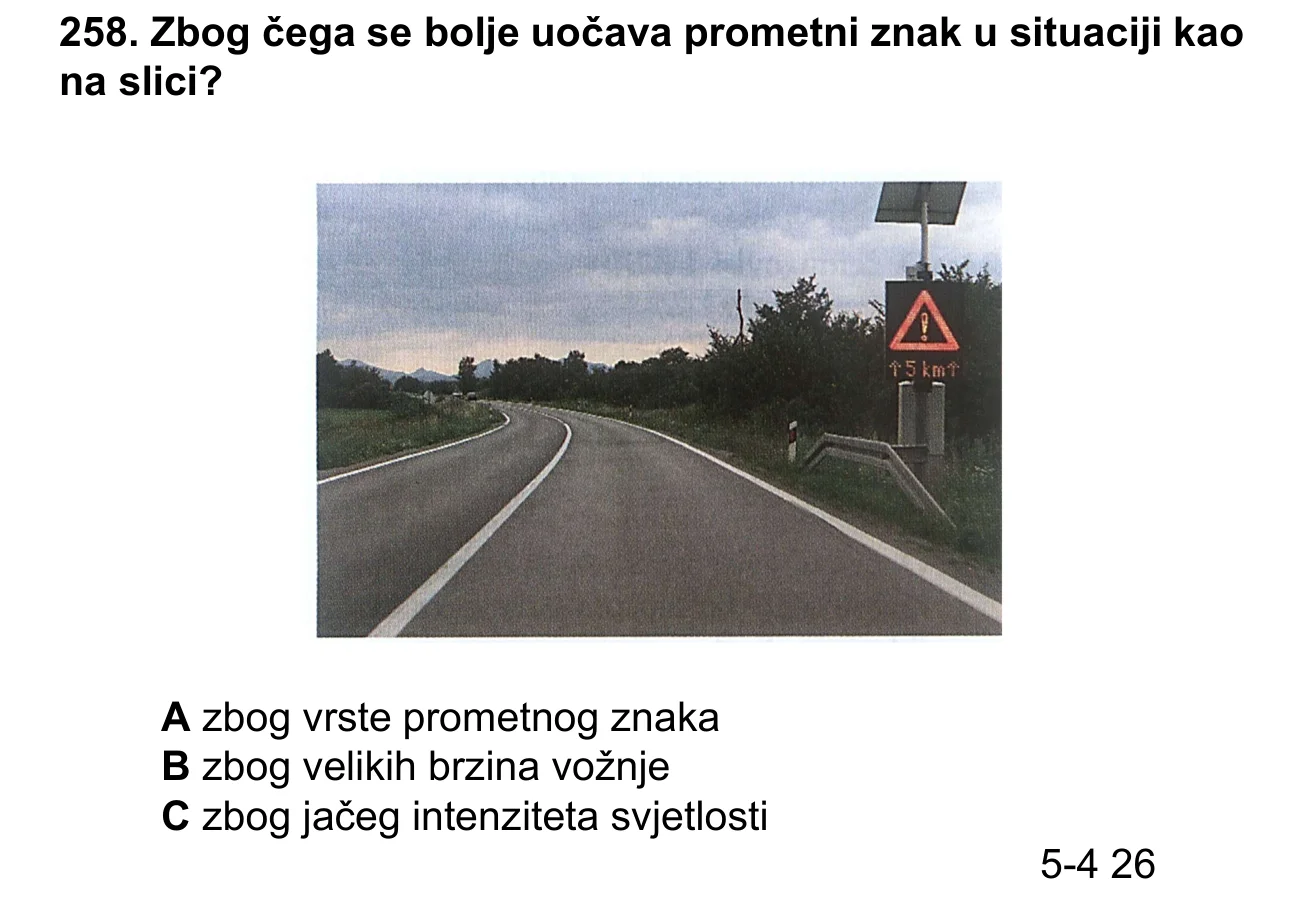 258. Zbog čega se bolje uočava prometni znak u situaciji kao
na slici?
↑5 km↑
A zbog vrste prometnog znaka
B zbog velikih brzina vožnje
C zbog jačeg intenziteta svjetlosti
5-4 26